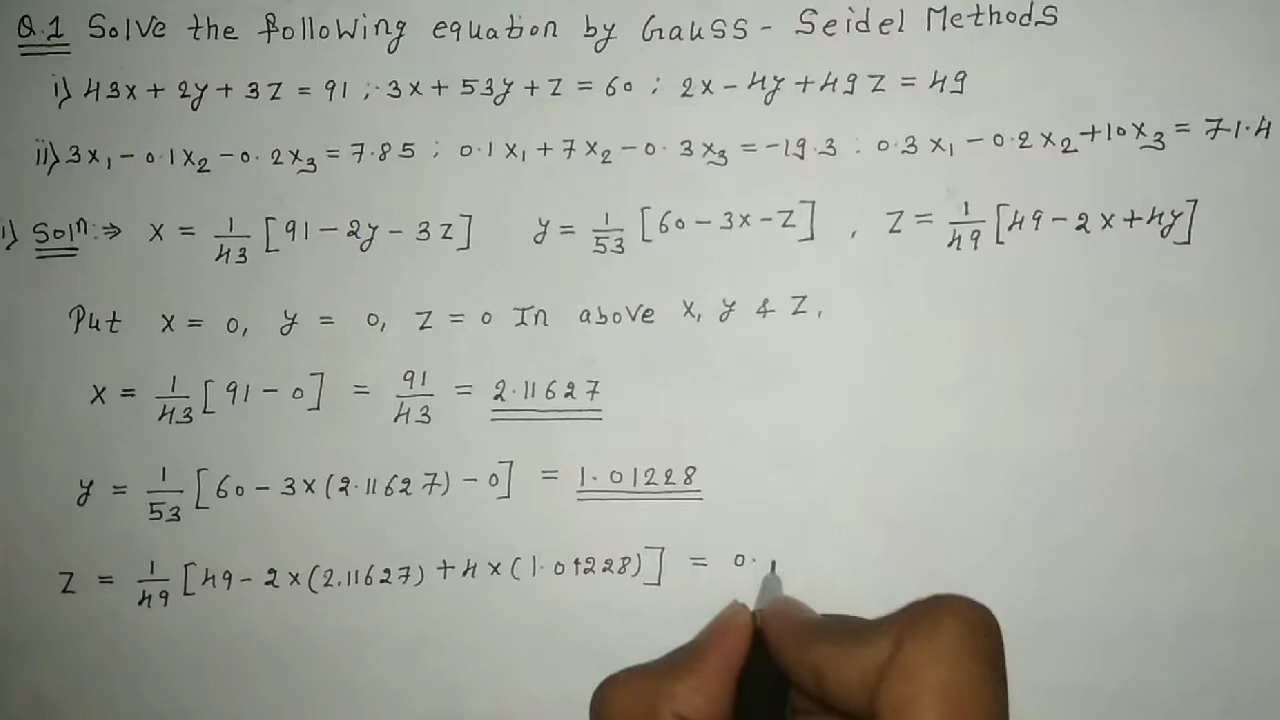 Q.1 Solve the following equation by Gauss - Seidel Methods
i) 43x + 2y + 3z = 91 ; 3x + 53y + z = 60 ; 2x - 4y + 49z = 49
ii) 3x₁ - 0.1x₂ - 0.2x₃ = 7.85 ; 0.1x₁ + 7x₂ - 0.3x₃ = -19.3 : 0.3x₁ - 0.2x₂ + 10x₃ = 71.4
i) Solⁿ:⇒ x = 1/43 [91 - 2y - 3z] y = 1/53 [60 - 3x - z] , z = 1/49 [49 - 2x + 4y]
Put x = 0, y = 0, z = 0 In above x, y & z,
x = 1/43 [91 - 0] = 91/43 = 2.11627
y = 1/53 [60 - 3×(2.11627) - 0] = 1.01228
z = 1/49 [49 - 2×(2.11627) + 4×(1.01228)] = 0.